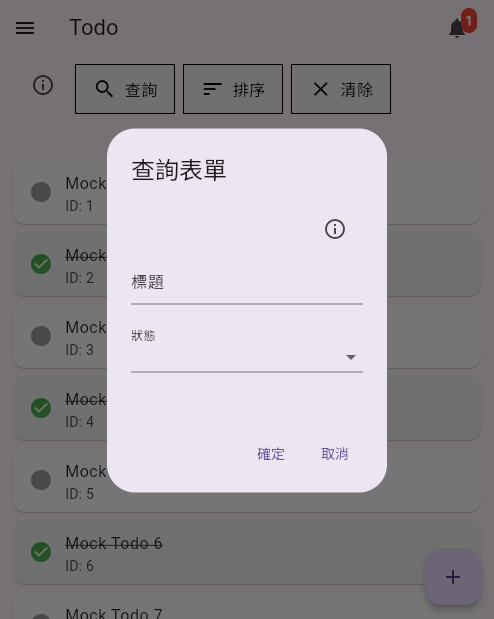 Todo
1
查詢
排序
清除
Mock
ID: 1
Mock
ID: 2
Mock
ID: 3
Mock
ID: 4
Mock
ID: 5
Mock Todo 6
ID: 6
Mock Todo 7
查詢表單
標題
狀態
確定
取消